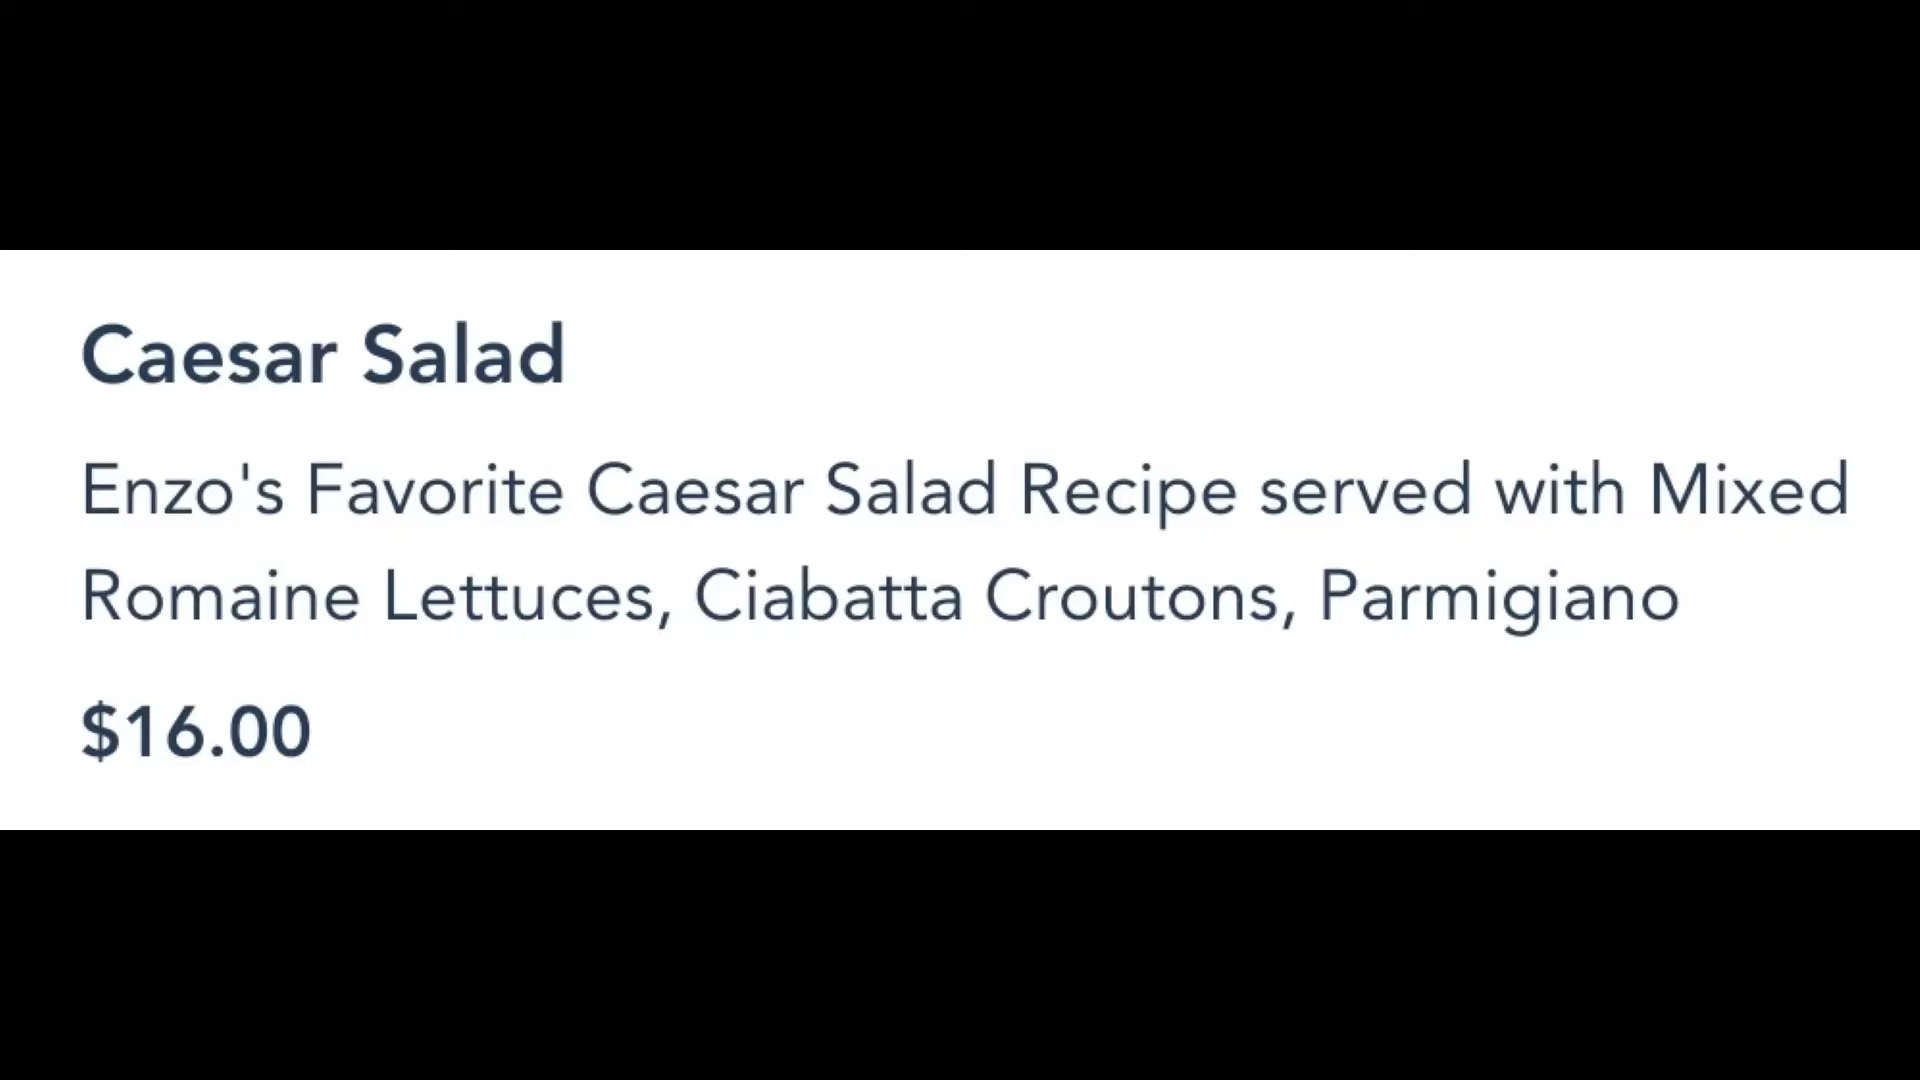 Caesar Salad
Enzo's Favorite Caesar Salad Recipe served with Mixed
Romaine Lettuces, Ciabatta Croutons, Parmigiano
$16.00